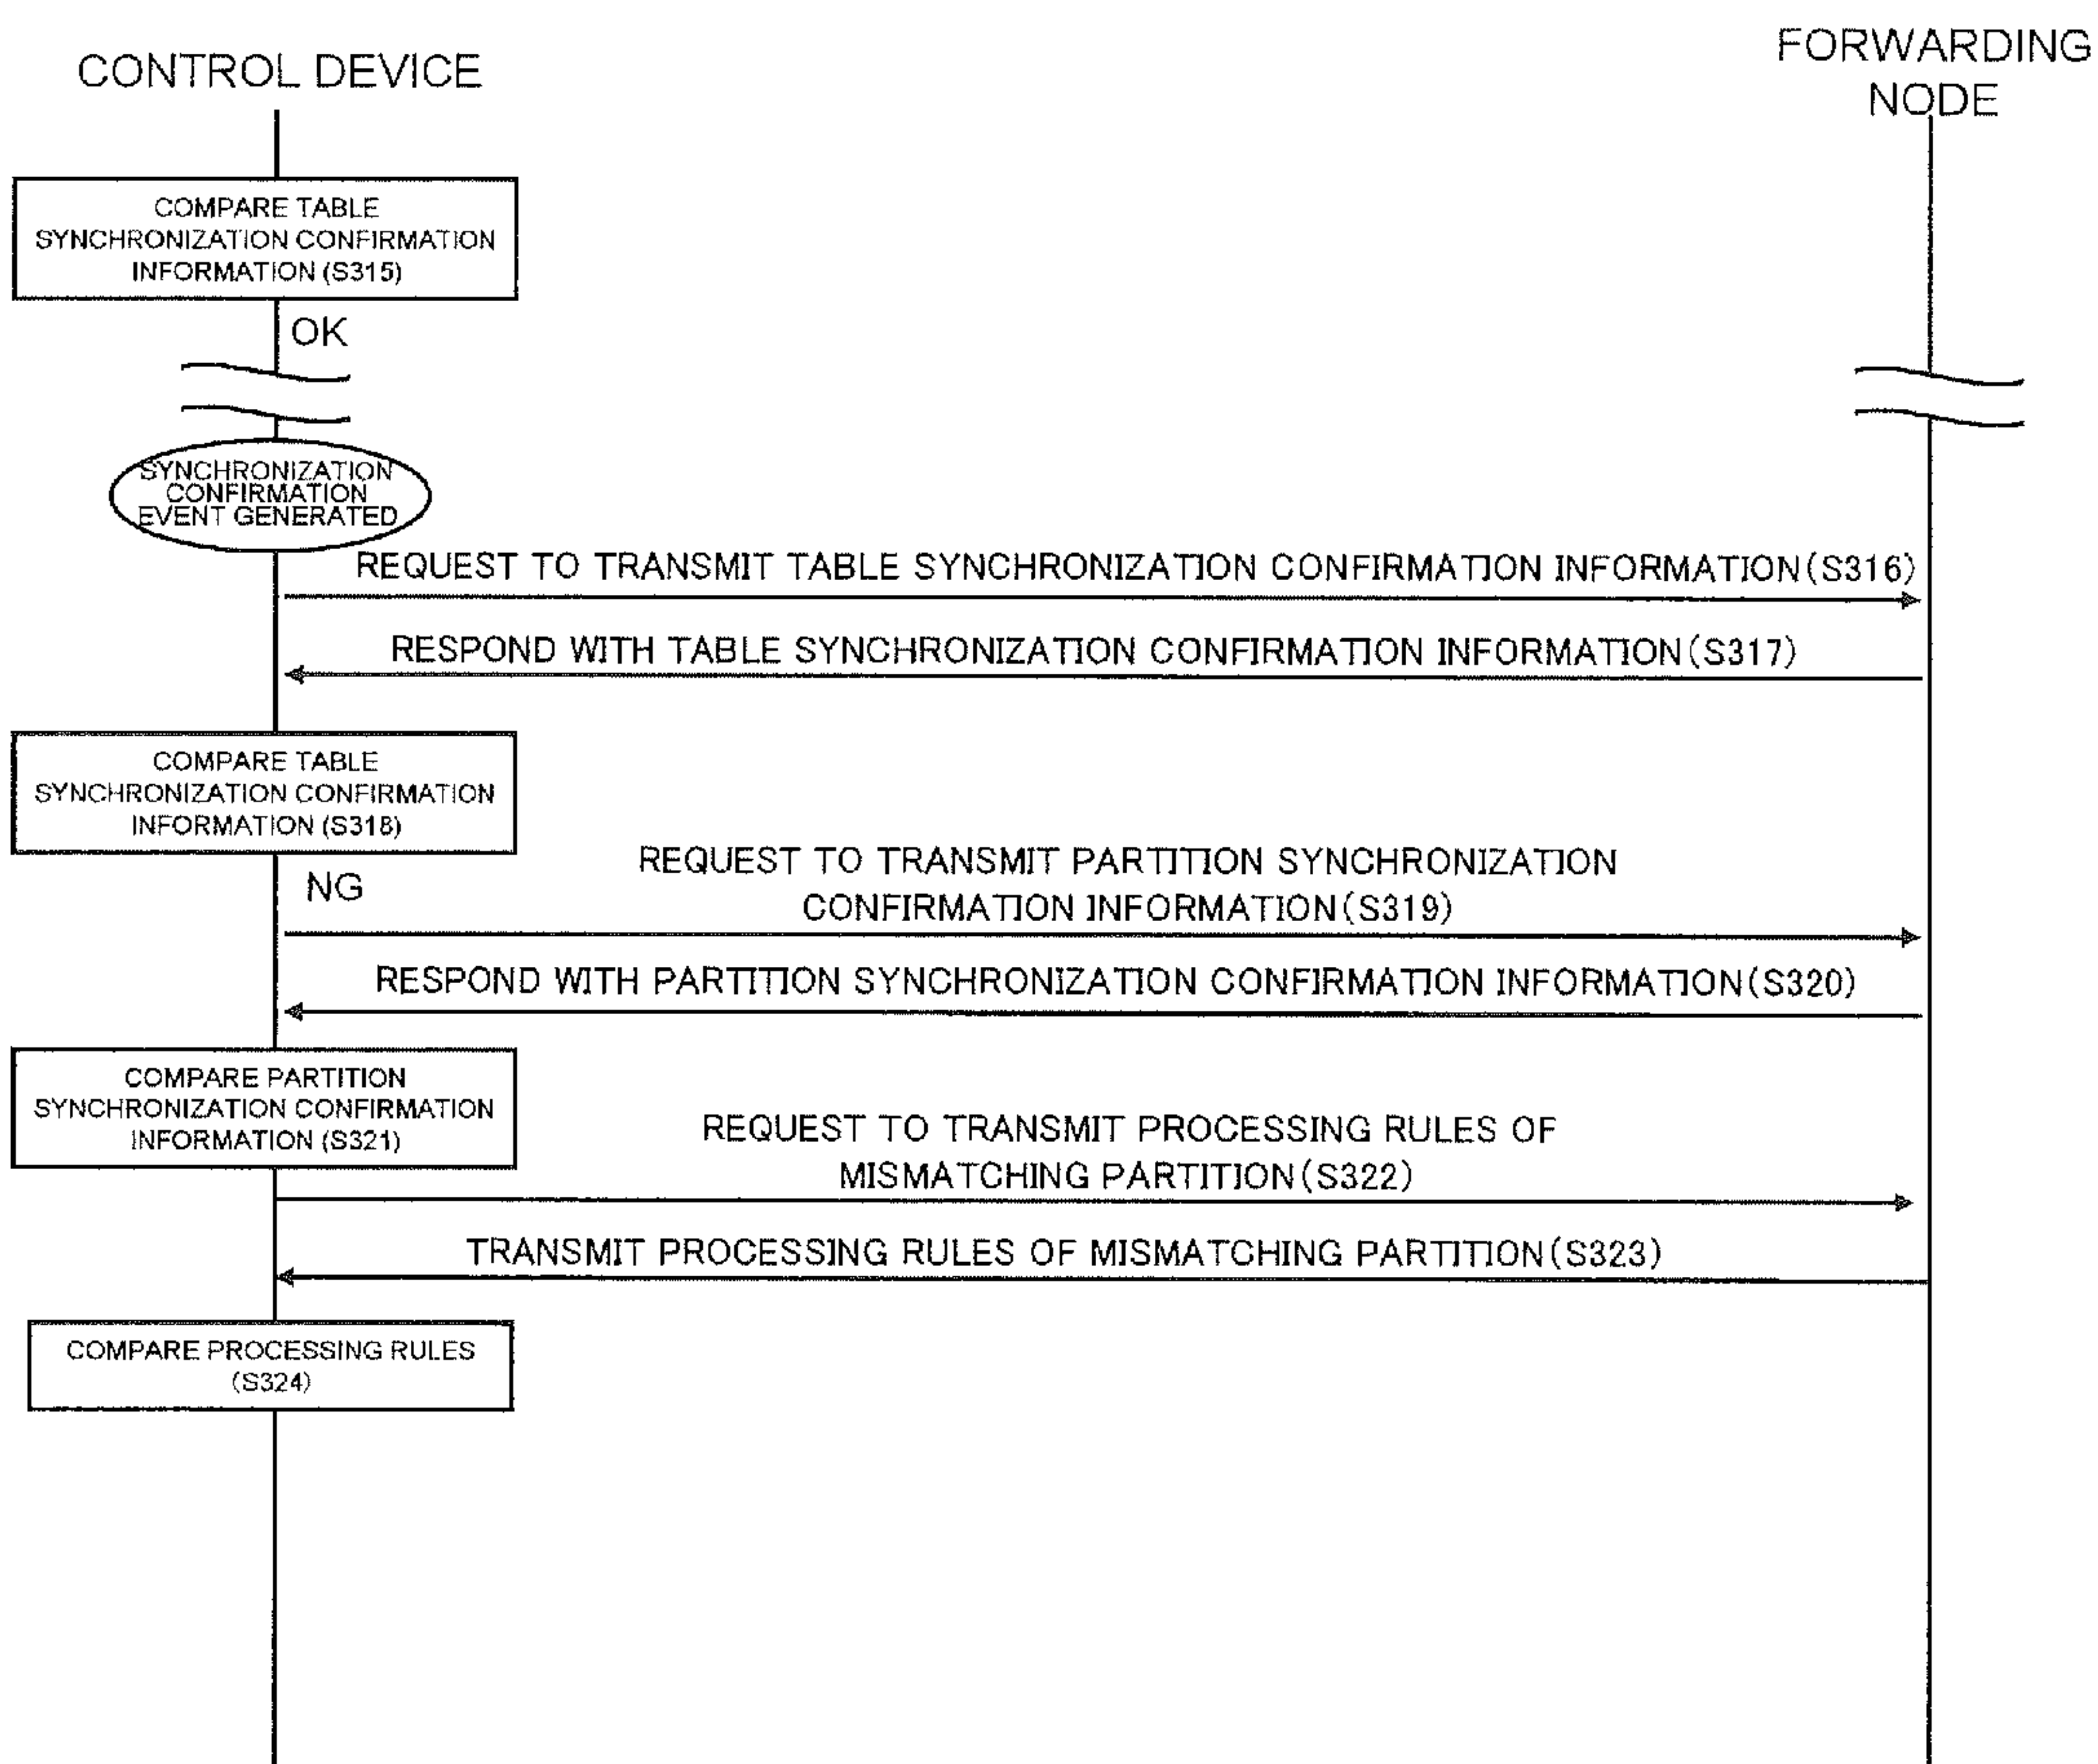 CONTROL DEVICE
FORWARDING
NODE
COMPARE TABLE
SYNCHRONIZATION CONFIRMATION
INFORMATION (S315)
OK
SYNCHRONIZATION
CONFIRMATION
EVENT GENERATED
REQUEST TO TRANSMIT TABLE SYNCHRONIZATION CONFIRMATION INFORMATION(S316)
RESPOND WITH TABLE SYNCHRONIZATION CONFIRMATION INFORMATION(S317)
COMPARE TABLE
SYNCHRONIZATION CONFIRMATION
INFORMATION (S318)
NG
REQUEST TO TRANSMIT PARTITION SYNCHRONIZATION
CONFIRMATION INFORMATION(S319)
RESPOND WITH PARTITION SYNCHRONIZATION CONFIRMATION INFORMATION(S320)
COMPARE PARTITION
SYNCHRONIZATION CONFIRMATION
INFORMATION (S321)
REQUEST TO TRANSMIT PROCESSING RULES OF
MISMATCHING PARTITION(S322)
TRANSMIT PROCESSING RULES OF MISMATCHING PARTITION(S323)
COMPARE PROCESSING RULES
(S324)